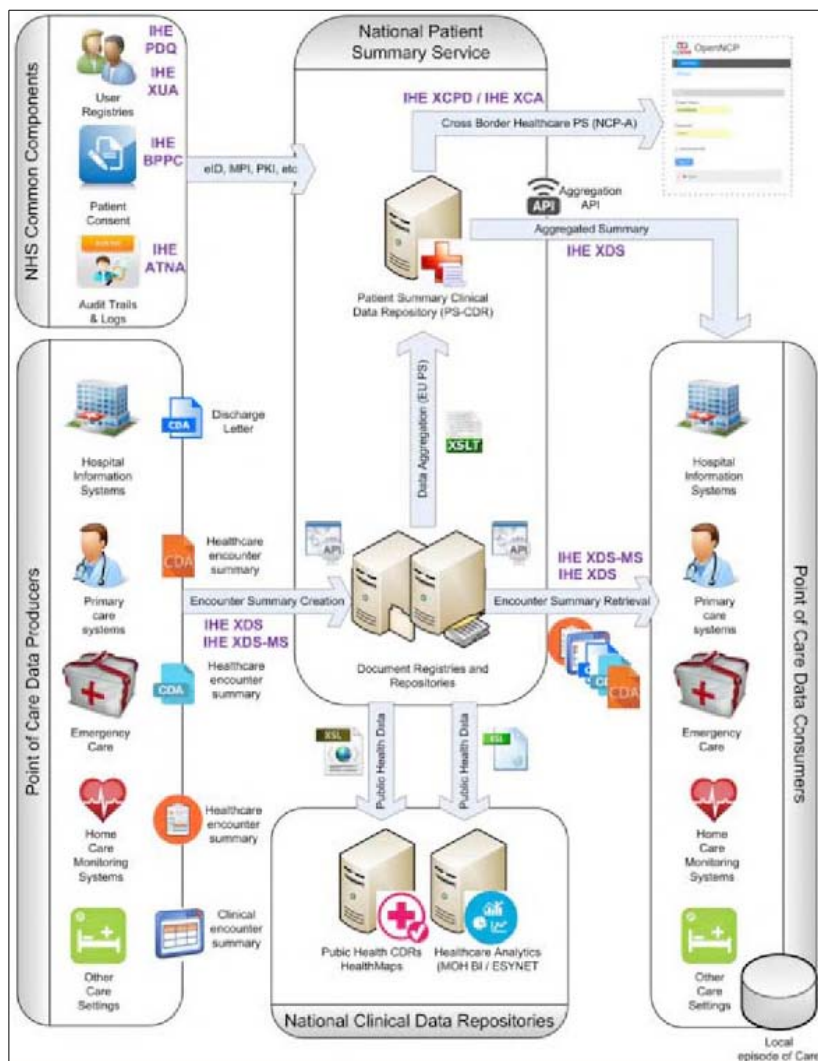 IHE
PDQ
IHE
XUA
User
Registries
IHE
BPPC
Patient
Consent
IHE
ATNA
Audit Trails
& Logs
NHS Common Components
eID, MPI, PKI, etc
National Patient
Summary Service
IHE XCPD / IHE XCA
Cross Border Healthcare PS (NCP-A)
OpenNCP
API
Aggregation
API
Aggregated Summary
IHE XDS
Patient Summary Clinical
Data Repository (PS-CDR)
Data Aggregation (EU PS)
XSLT
API
API
Document Registries and
Repositories
Point of Care Data Producers
Hospital
Information
Systems
CDA
Discharge
Letter
Primary
care
systems
CDA
Healthcare
encounter
summary
Encounter Summary Creation
IHE XDS
IHE XDS-MS
Emergency
Care
CDA
Healthcare
encounter
summary
Home
Care
Monitoring
Systems
Healthcare
encounter
summary
Other
Care
Settings
Clinical
encounter
summary
IHE XDS-MS
IHE XDS
Encounter Summary Retrieval
CDA
Public Health Data
XSL
Public Health Data
XSL
Pubic Health CDRs
HealthMaps
Healthcare Analytics
(MOH BI / ESYNET
National Clinical Data Repositories
Point of Care Data Consumers
Hospital
Information
Systems
Primary
care
systems
Emergency
Care
Home
Care
Monitoring
Systems
Other
Care
Settings
Local
episode of Care